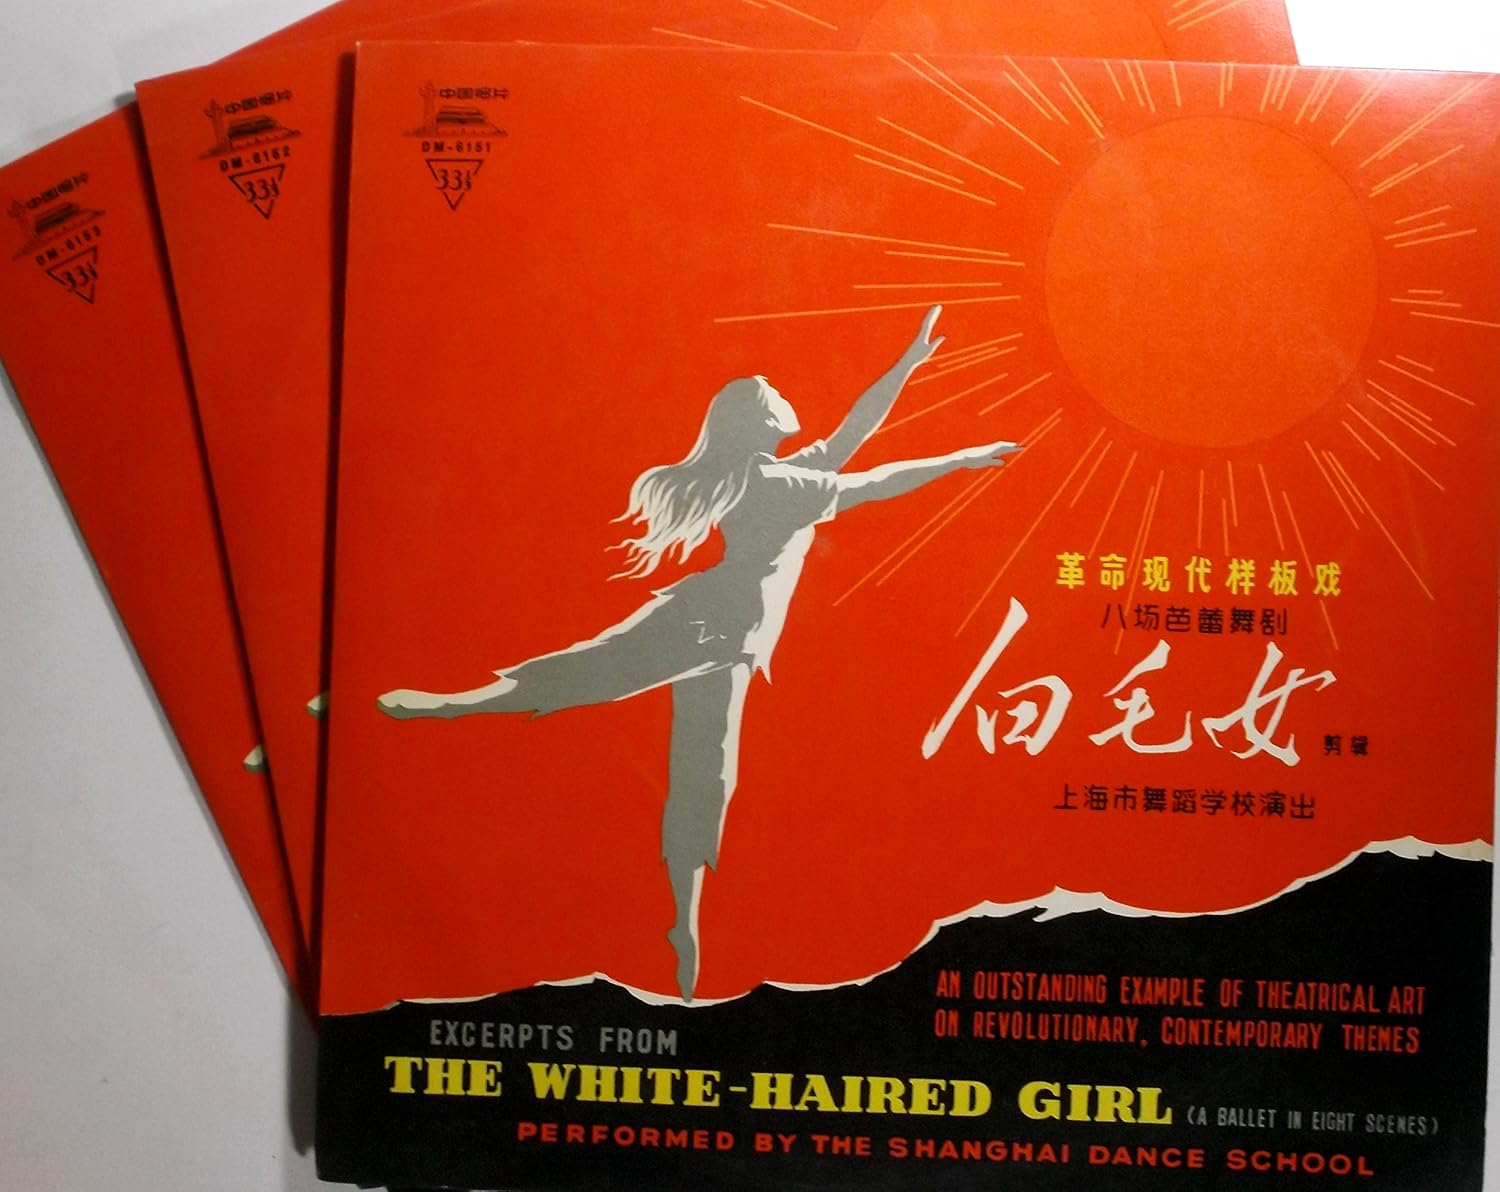 中国唱片
DM-6163
33⅓
中国唱片
DM-6162
33⅓
中国唱片
DM-6161
33⅓
革命现代样板戏
八场芭蕾舞剧
白毛女 剪辑
上海市舞蹈学校演出
AN OUTSTANDING EXAMPLE OF THEATRICAL ART
ON REVOLUTIONARY, CONTEMPORARY THEMES
EXCERPTS FROM
THE WHITE-HAIRED GIRL (A BALLET IN EIGHT SCENES)
PERFORMED BY THE SHANGHAI DANCE SCHOOL